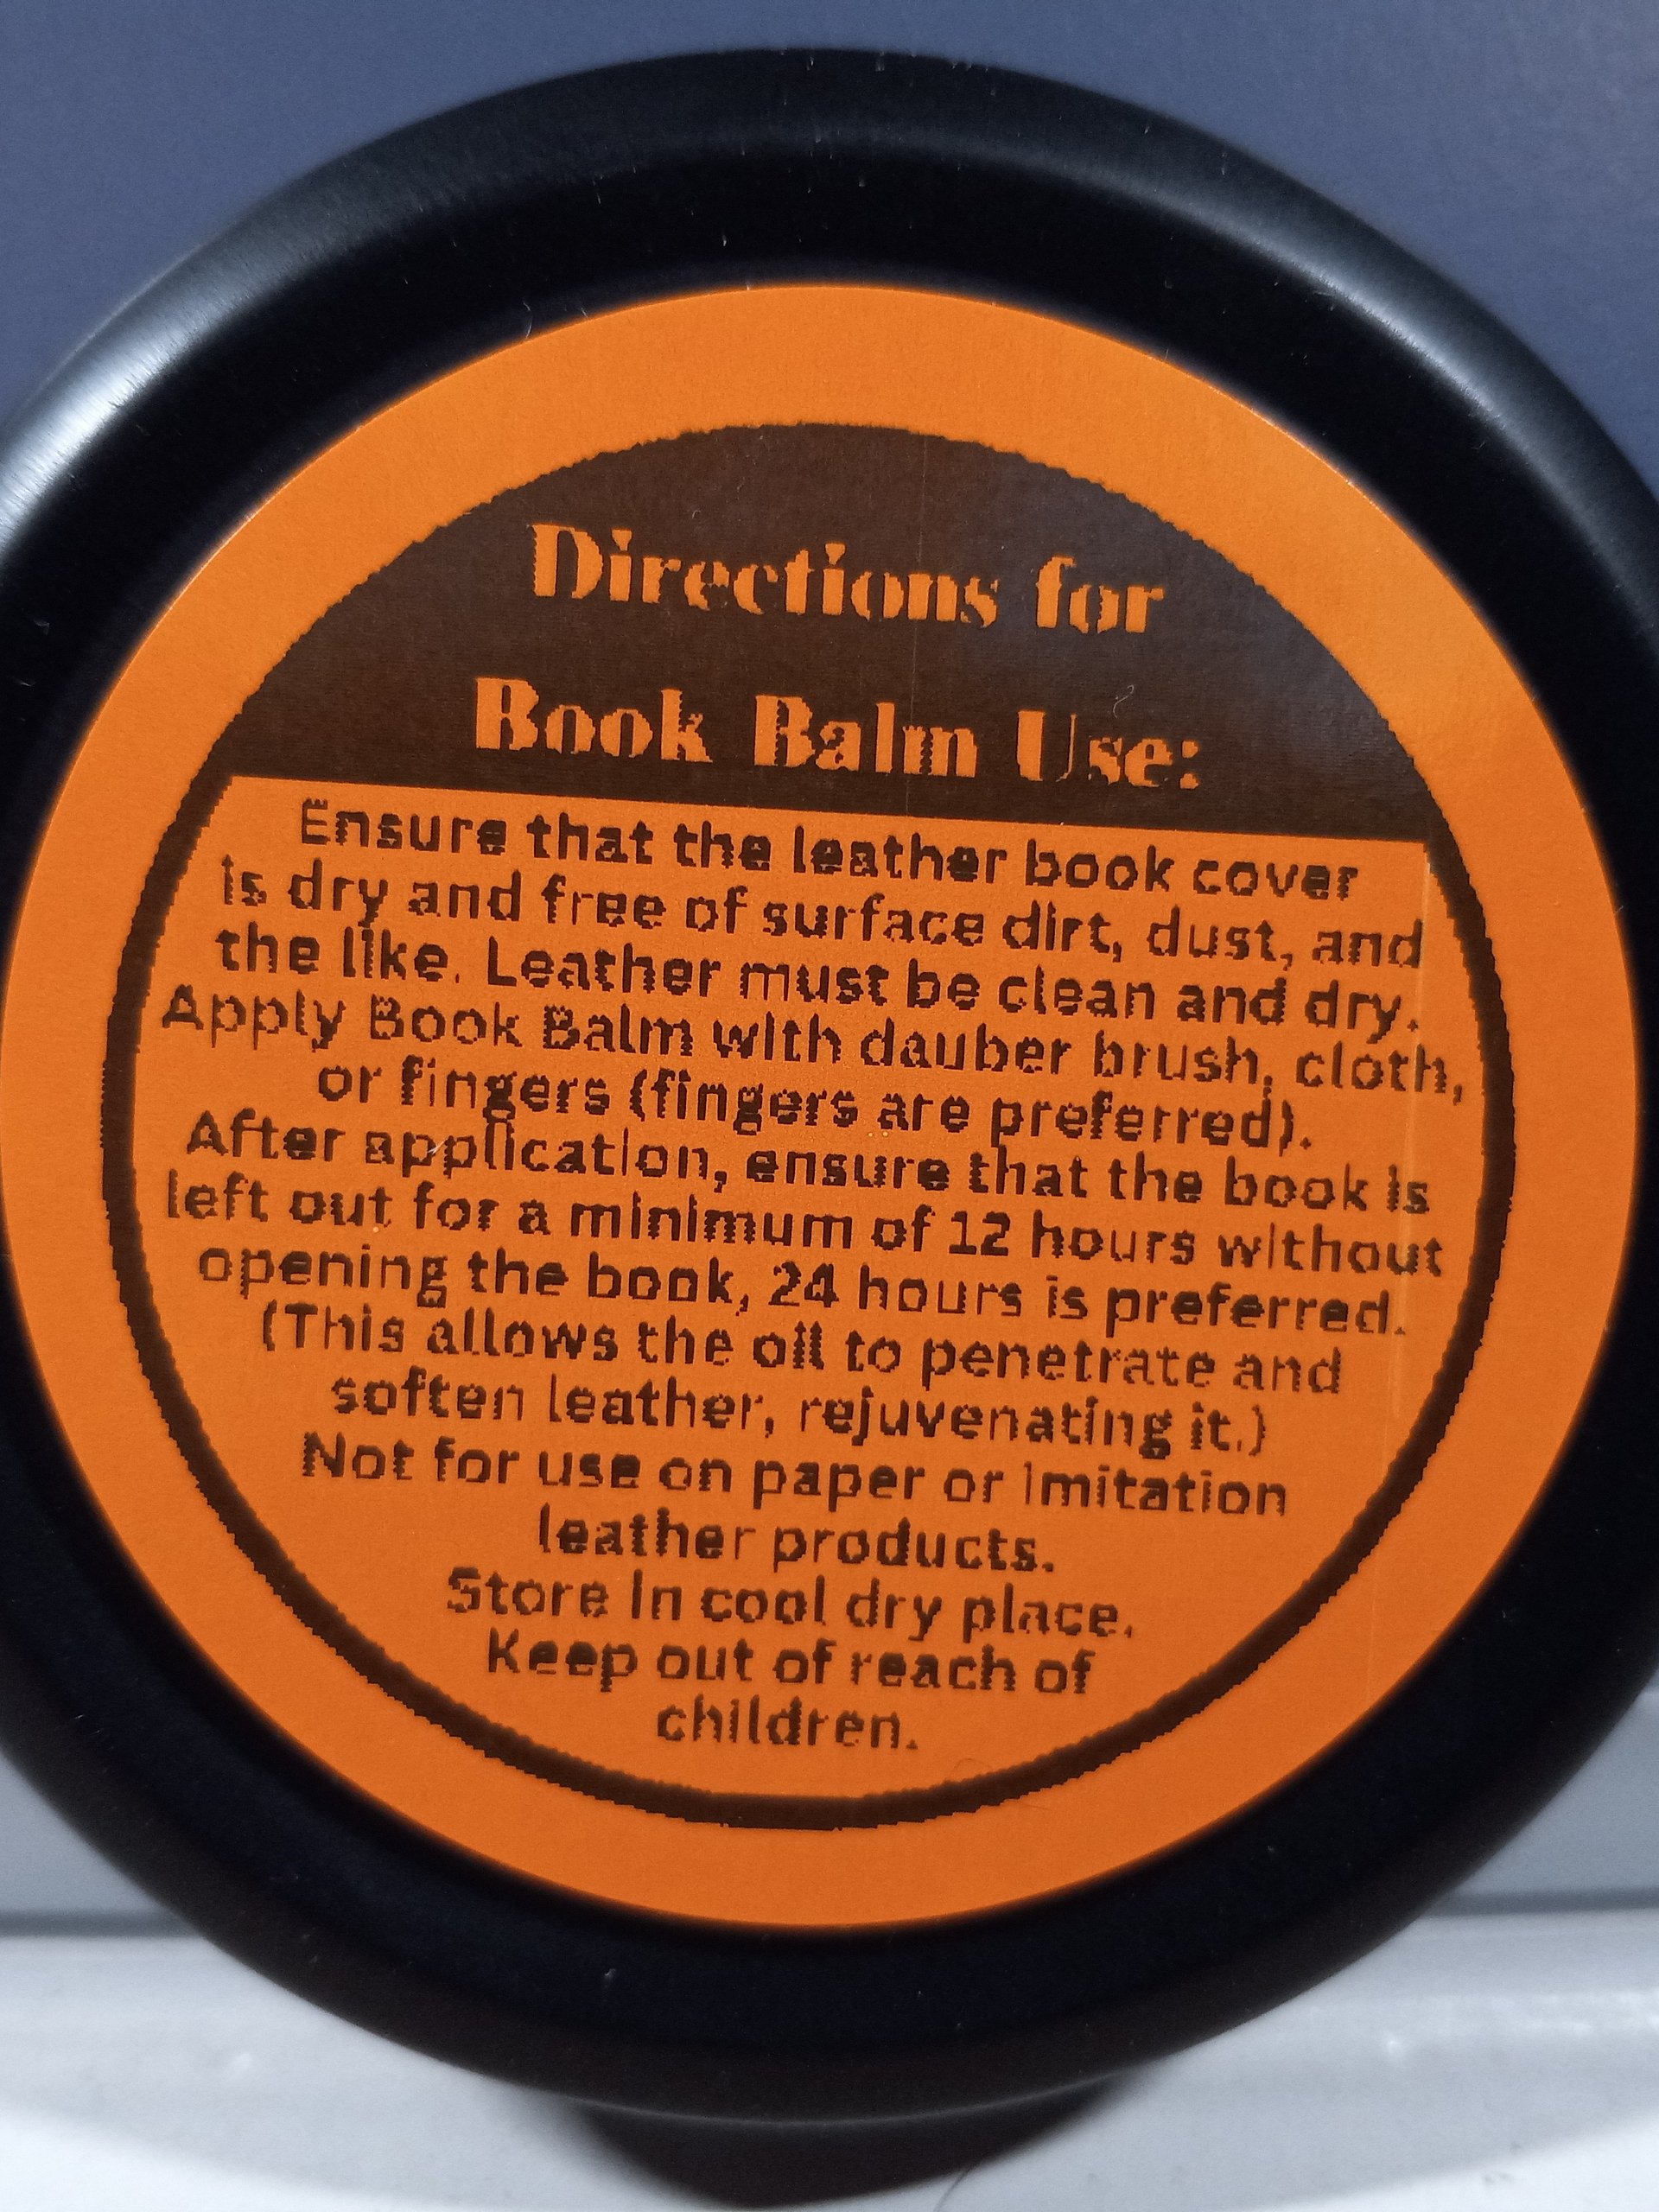 Directions for
Book Balm Use:
Ensure that the leather book cover
is dry and free of surface dirt, dust, and
the like. Leather must be clean and dry.
Apply Book Balm with dauber brush, cloth,
or fingers (fingers are preferred).
After application, ensure that the book is
left out for a minimum of 12 hours without
opening the book, 24 hours is preferred.
(This allows the oil to penetrate and
soften leather, rejuvenating it.)
Not for use on paper or imitation
leather products.
Store in cool dry place.
Keep out of reach of
children.